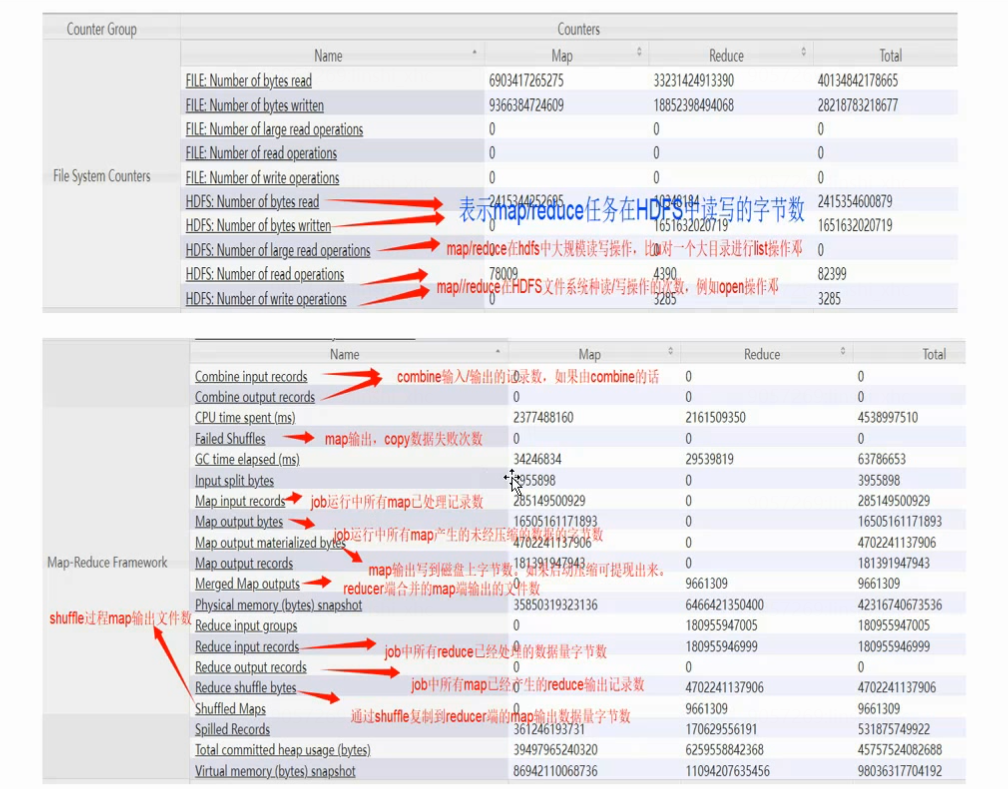 Counter Group Counters
Name Map Reduce Total
FILE: Number of bytes read 6903417265275 33231424913390 40134842178665
FILE: Number of bytes written 9366384724609 18852398494068 28218783218677
FILE: Number of large read operations 0 0 0
FILE: Number of read operations 0 0 0
File System Counters
FILE: Number of write operations 0 0 0
HDFS: Number of bytes read 2415354600879
表示map/reduce任务在HDFS中读写的字节数
HDFS: Number of bytes written 0 1651632020719 1651632020719
HDFS: Number of large read operations 0 0 0
map/reduce在hdfs中大规模读写操作，比如对一个大目录进行list操作邓
HDFS: Number of read operations 78009 4390 82399
map//reduce在HDFS文件系统种读/写操作的次数，例如open操作邓
HDFS: Number of write operations 0 3285 3285
Name Map Reduce Total
Combine input records 0 0 0
combine输入/输出的记录数，如果由combine的话
Combine output records 0 0 0
CPU time spent (ms) 2377488160 2161509350 4538997510
Failed Shuffles 0 0 0
map输出，copy数据失败次数
GC time elapsed (ms) 34246834 29539819 63786653
Input split bytes 955898 0 3955898
Map input records 285149500929 0 285149500929
job运行中所有map已处理记录数
Map output bytes 16505161171893 0 16505161171893
job运行中所有map产生的未经压缩的数据的字节数
Map output materialized bytes 4702241137906 0 4702241137906
Map-Reduce Framework
Map output records 181391947943 0 181391947943
map输出写到磁盘上字节数，如果启动压缩可提现出来。
Merged Map outputs 0 9661309 9661309
reducer端合并的map端输出的文件数
Physical memory (bytes) snapshot 35850319323136 6466421350400 42316740673536
shuffle过程map输出文件数
Reduce input groups 0 180955947005 180955947005
Reduce input records 0 180955946999 180955946999
job中所有reduce已经处理的数据量字节数
Reduce output records 0 0 0
Reduce shuffle bytes 0 4702241137906 4702241137906
job中所有map已经产生的reduce输出记录数
Shuffled Maps 0 9661309 9661309
通过shuffle复制到reducer端的map输出数据量字节数
Spilled Records 361246193731 170629556191 531875749922
Total committed heap usage (bytes) 39497965240320 6259558842368 45757524082688
Virtual memory (bytes) snapshot 86942110068736 11094207635456 98036317704192